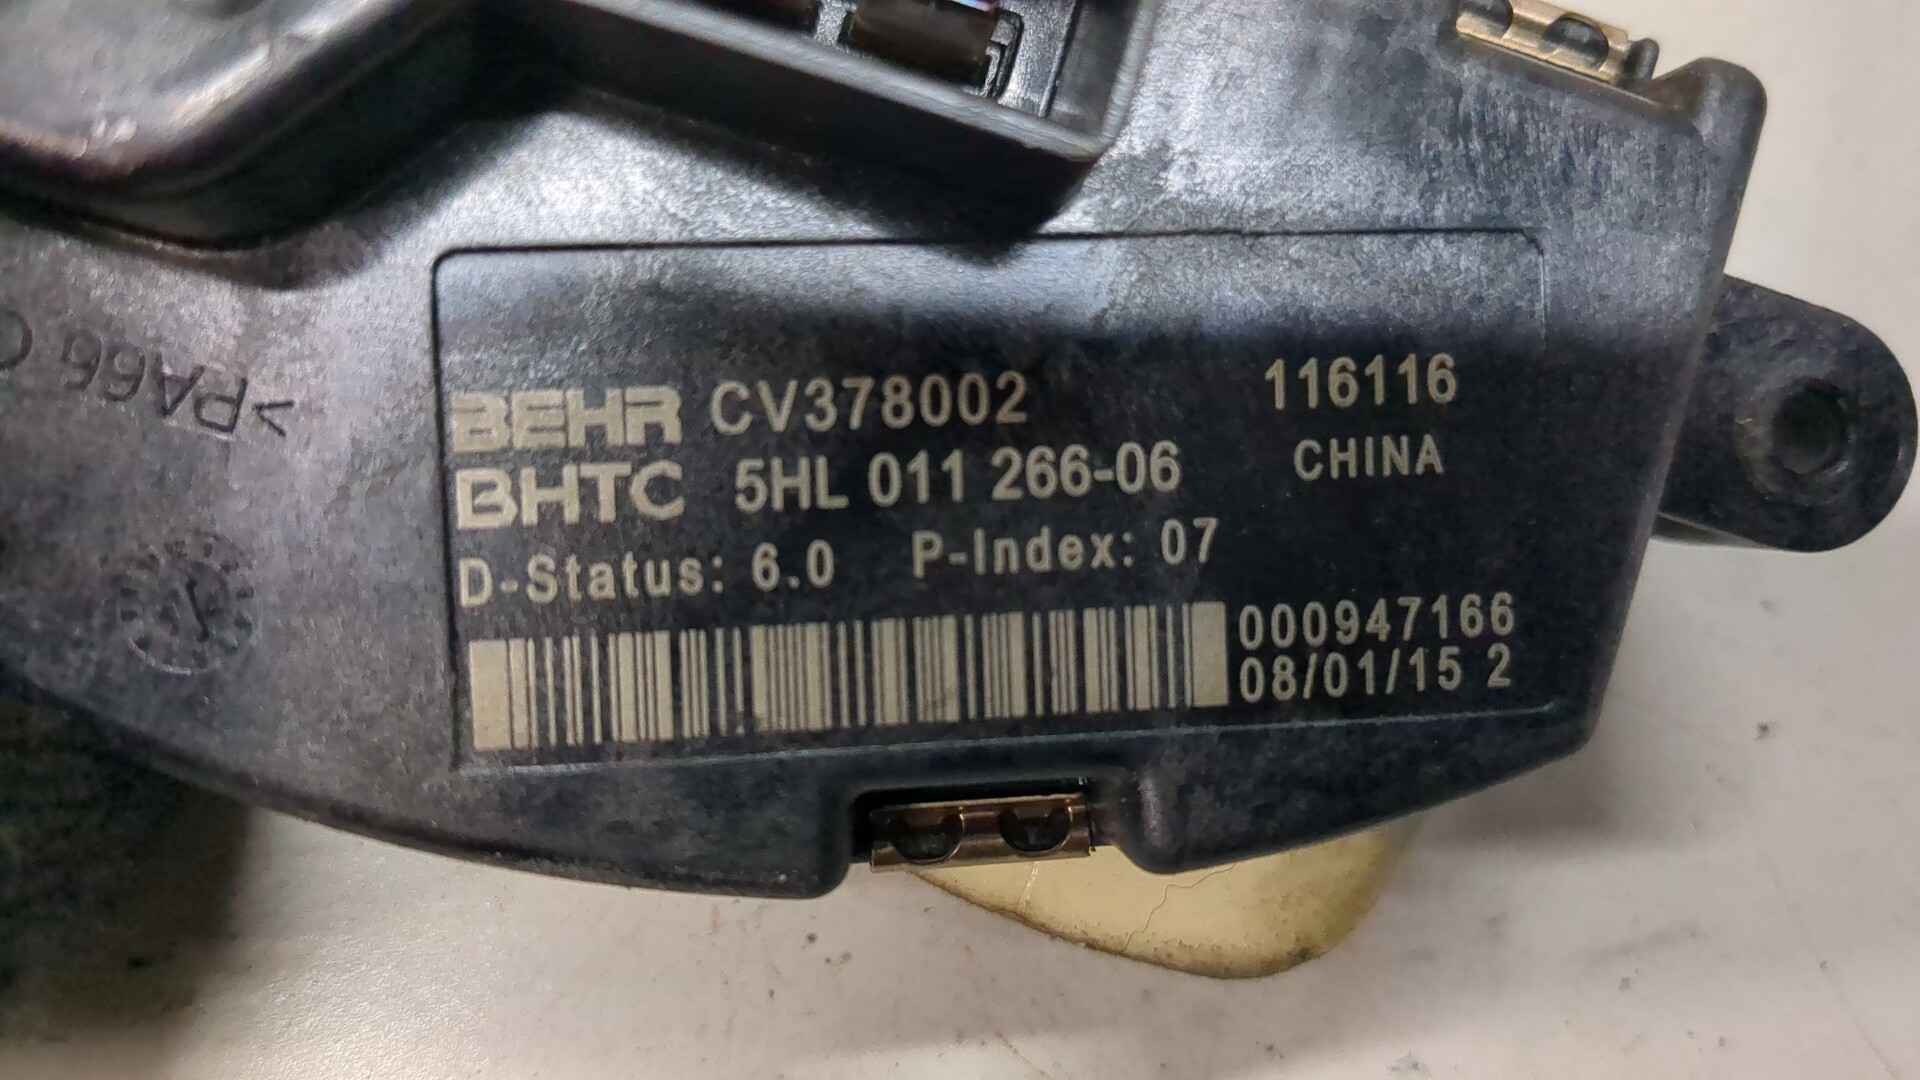 BEHR CV378002 116116
BHTC 5HL 011 266-06 CHINA
D-Status: 6.0 P-Index: 07
000947166
08/01/15 2
>PA66